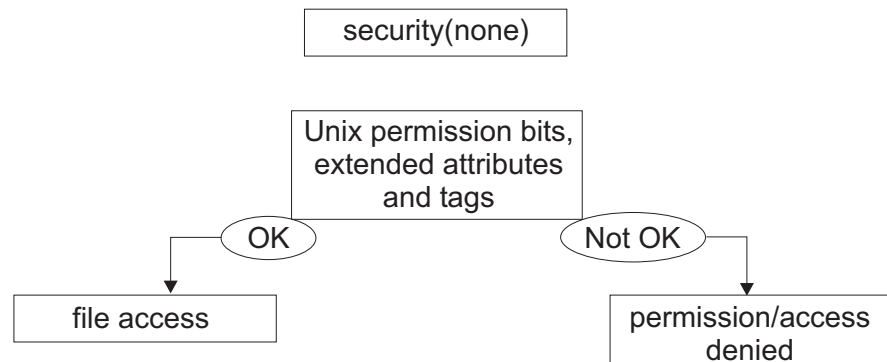 security(none)
Unix permission bits,
extended attributes
and tags
OK
Not OK
file access
permission/access
denied